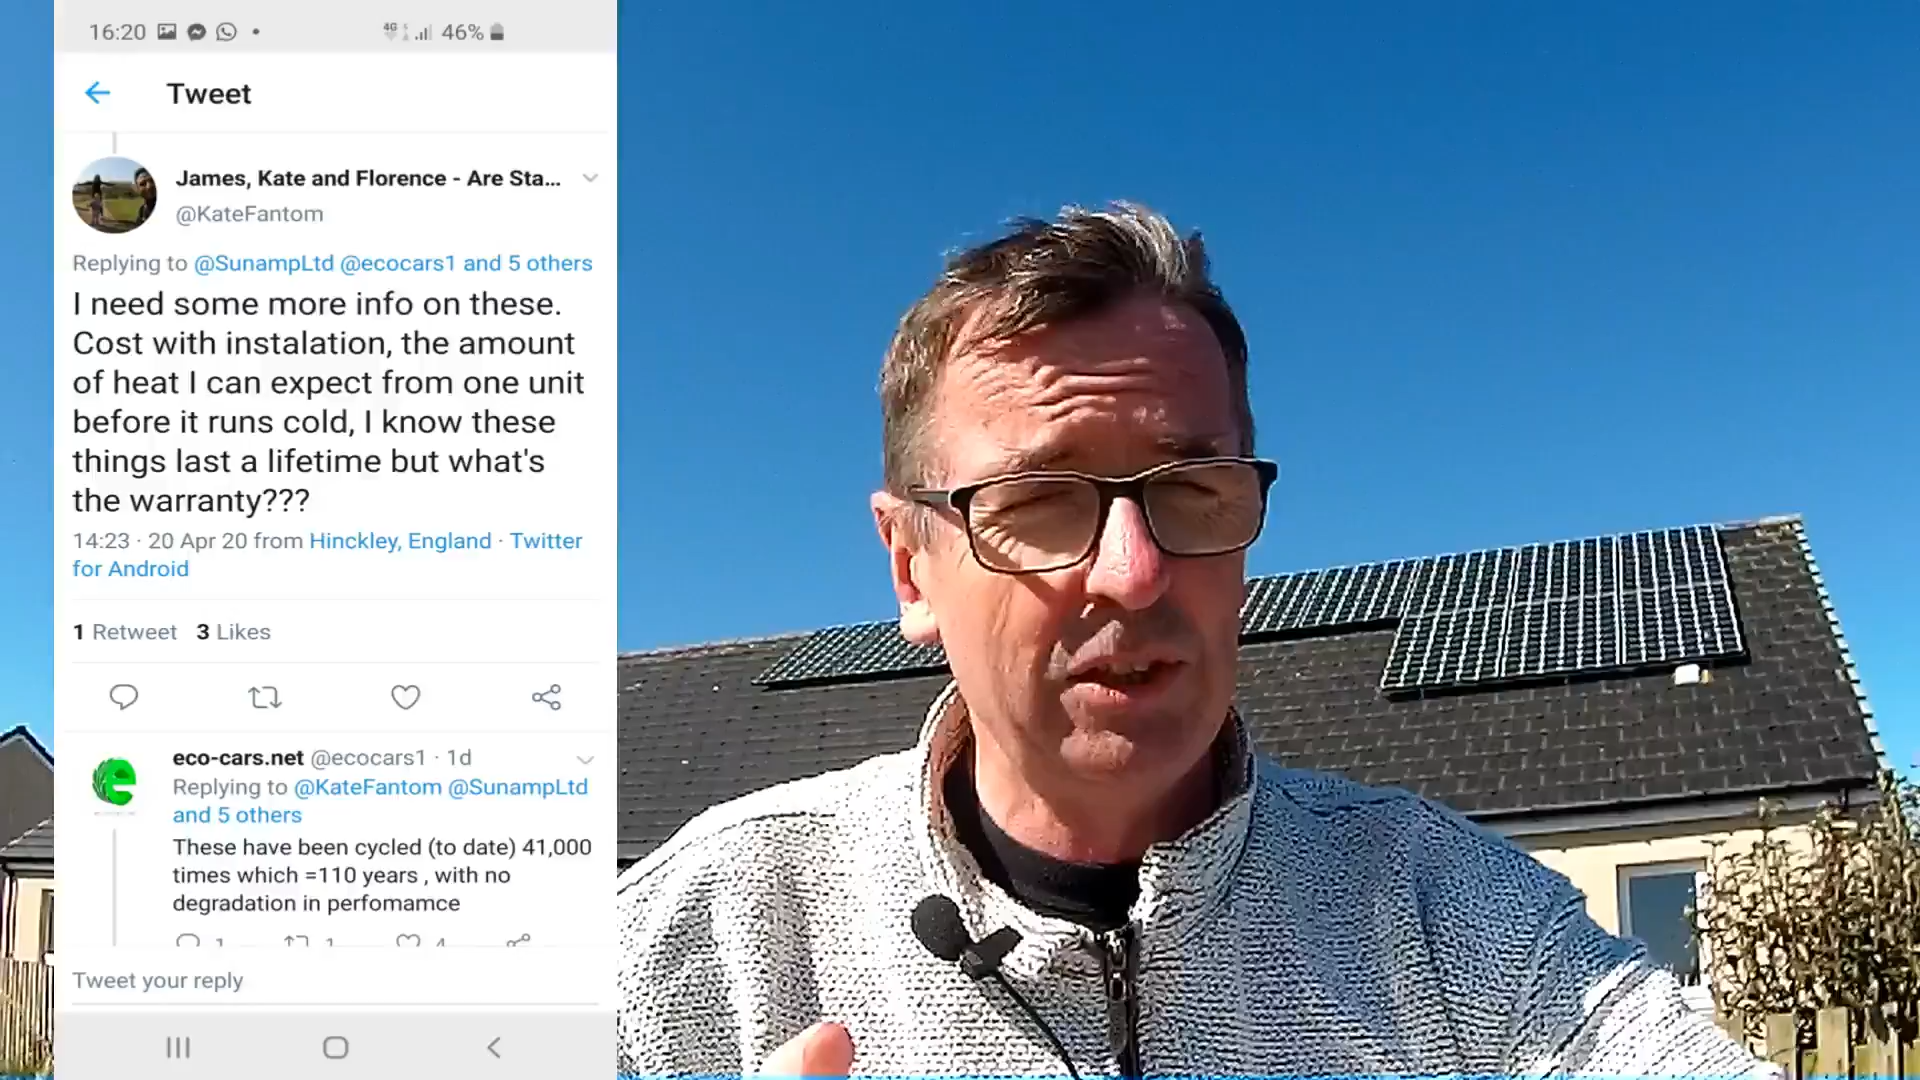 16:20 46%
Tweet
James, Kate and Florence - Are Sta...
@KateFantom
Replying to @SunampLtd @ecocars1 and 5 others
I need some more info on these.
Cost with instalation, the amount
of heat I can expect from one unit
before it runs cold, I know these
things last a lifetime but what's
the warranty???
14:23 · 20 Apr 20 from Hinckley, England · Twitter
for Android
1 Retweet 3 Likes
eco-cars.net @ecocars1 · 1d
Replying to @KateFantom @SunampLtd
and 5 others
These have been cycled (to date) 41,000
times which =110 years , with no
degradation in perfomamce
1 1 4
Tweet your reply